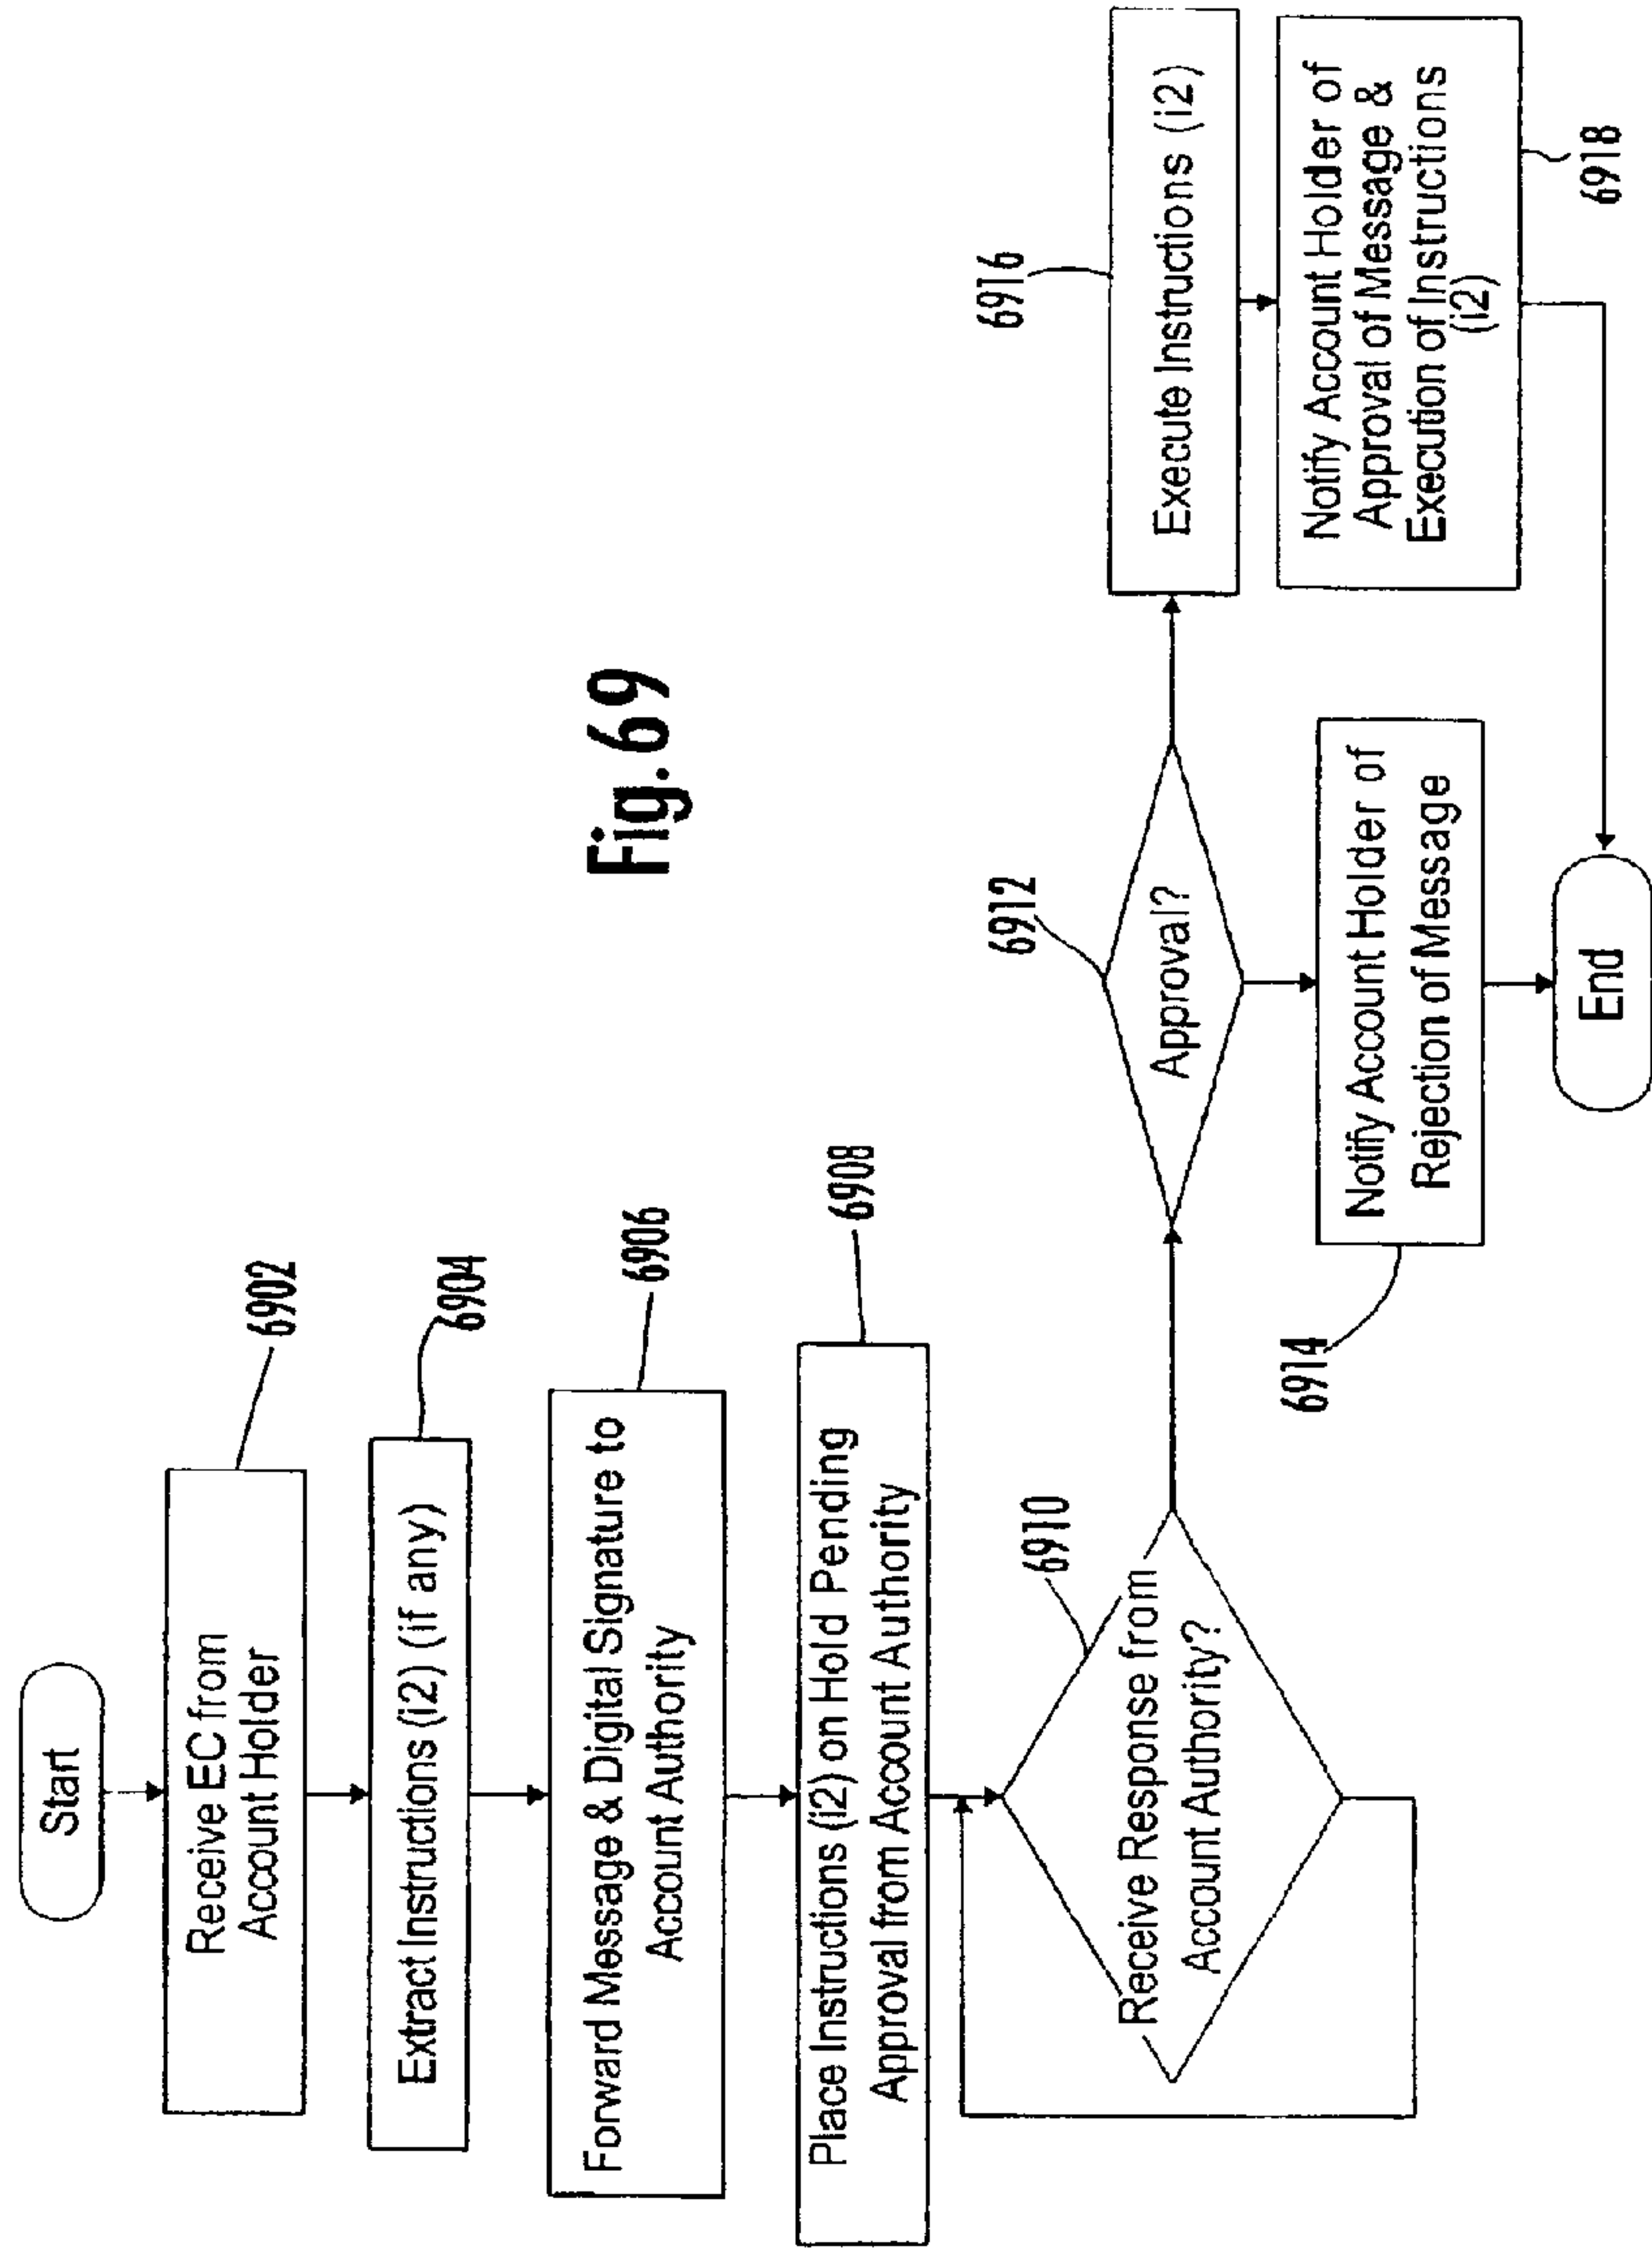 Start
6902
Receive EC from
Account Holder
6904
Extract Instructions (i2) (if any)
6906
Forward Message & Digital Signature to
Account Authority
6908
Place Instructions (i2) on Hold Pending
Approval from Account Authority
6910
Receive Response from
Account Authority?
6912
Approval?
6914
Notify Account Holder of
Rejection of Message
6916
Execute Instructions (i2)
Notify Account Holder of
Approval of Message &
Execution of Instructions
(i2)
6918
End
Fig. 69